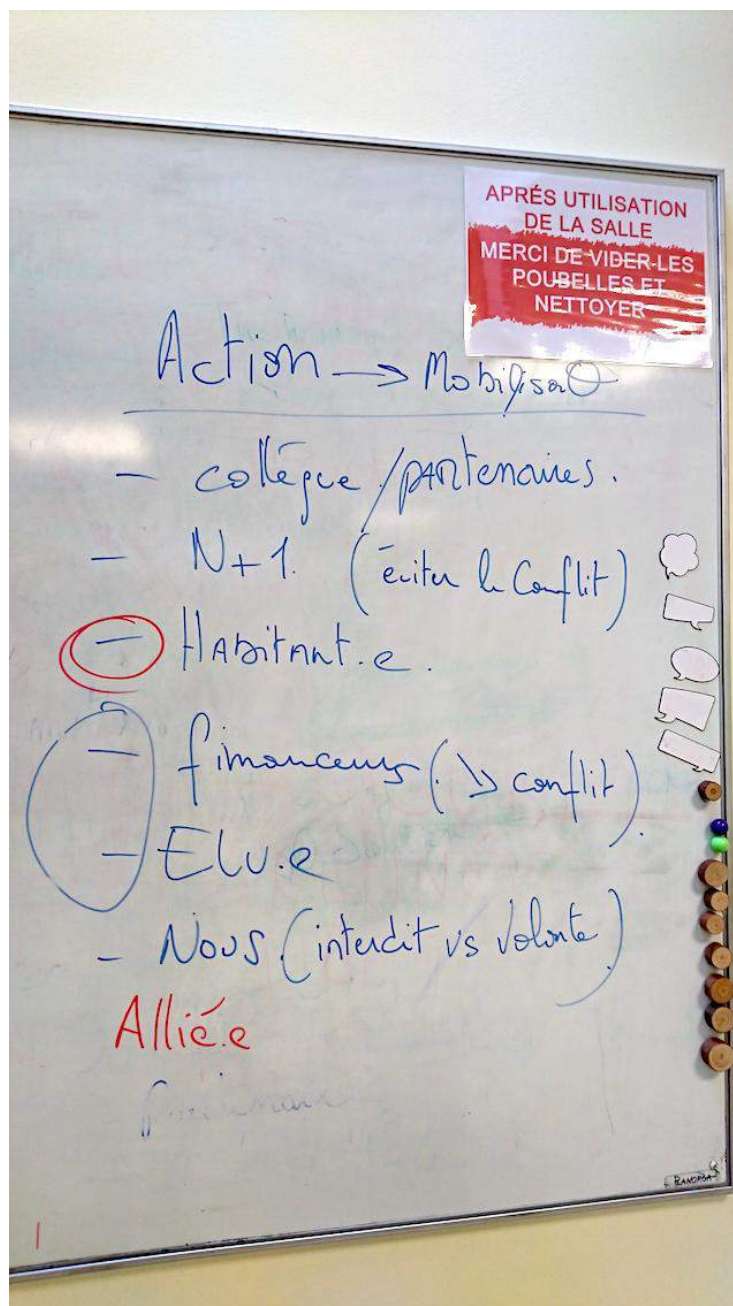 APRÉS UTILISATION
DE LA SALLE
MERCI DE VIDER LES
POUBELLES ET
NETTOYER
Action → Mobilisa
- collègue/partenaires.
- N+1. (éviter le Conflit)
- Habitant.e.
- financeurs (↘ conflit).
- Elu.e
- Nous. (interdit vs Volonte)
Allié.e